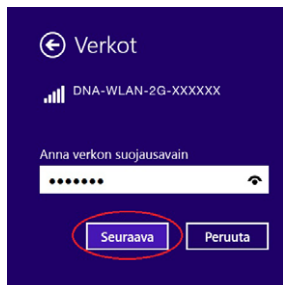 Verkot
DNA-WLAN-2G-XXXXXX
Anna verkon suojausavain
•••••••
Seuraava Peruuta